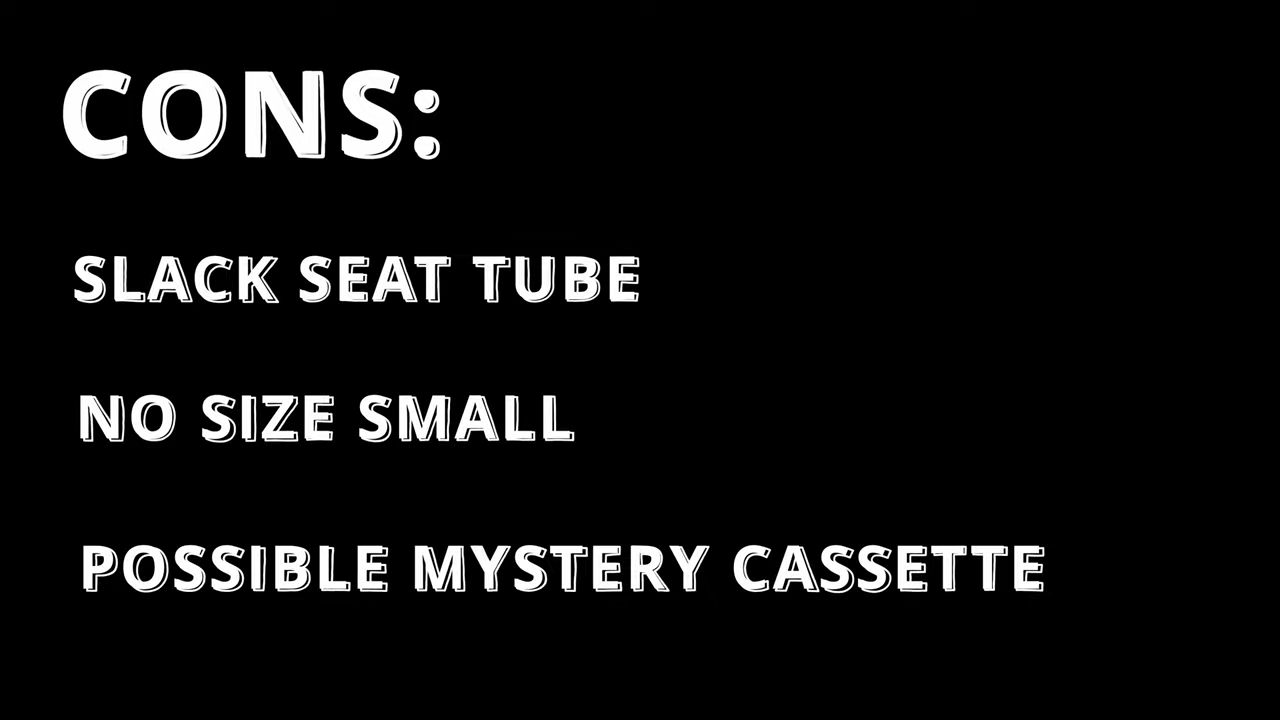 CONS:
SLACK SEAT TUBE
NO SIZE SMALL
POSSIBLE MYSTERY CASSETTE